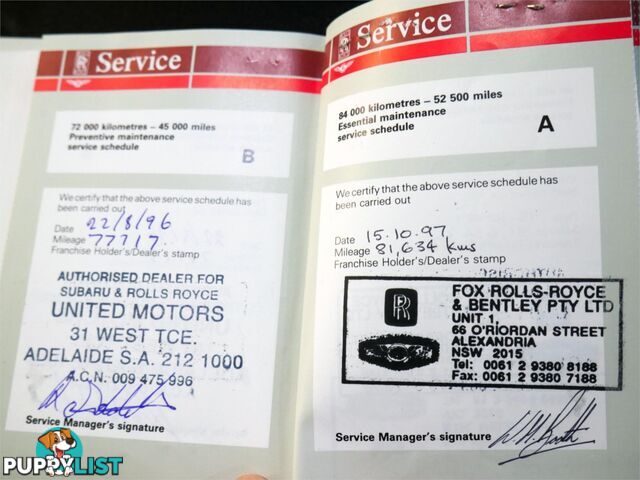 Service
72 000 kilometres – 45 000 miles
Preventive maintenance
service schedule
B
We certify that the above service schedule has
been carried out
Date 22/8/96
Mileage 77717.
Franchise Holder's/Dealer's stamp
AUTHORISED DEALER FOR
SUBARU & ROLLS ROYCE
UNITED MOTORS
31 WEST TCE.
ADELAIDE S.A. 212 1000
A.C.N. 009 475 996
Service Manager's signature
PUPPYLIST
Service
84 000 kilometres – 52 500 miles
Essential maintenance
service schedule
A
We certify that the above service schedule has
been carried out
Date 15.10.97.
Mileage 81,634 kms
Franchise Holder's/Dealer's stamp
FOX ROLLS-ROYCE
& BENTLEY PTY LTD
UNIT 1,
66 O'RIORDAN STREET
ALEXANDRIA
NSW 2015
Tel: 0061 2 9380 8188
Fax: 0061 2 9380 7188
Service Manager's signature